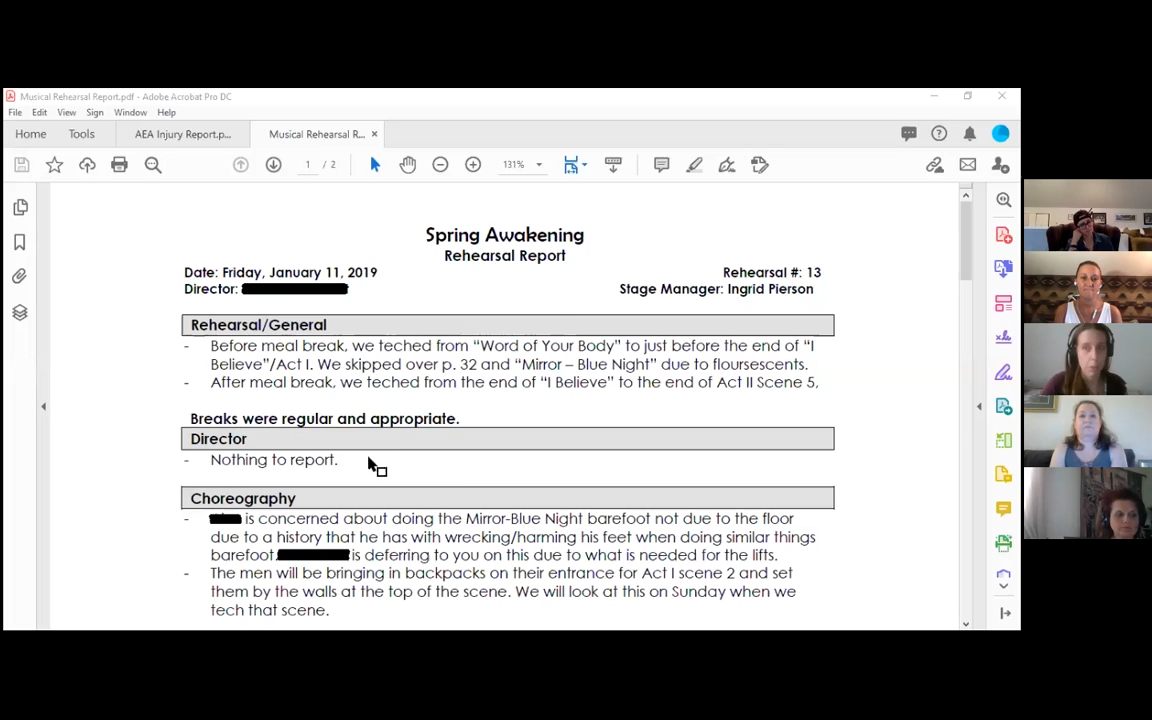 Musical Rehearsal Report.pdf - Adobe Acrobat Pro DC
File Edit View Sign Window Help
Home Tools AEA Injury Report.p... Musical Rehearsal R... ×
1 / 2 131%
Spring Awakening
Rehearsal Report
Date: Friday, January 11, 2019 Rehearsal #: 13
Director: Stage Manager: Ingrid Pierson
Rehearsal/General
- Before meal break, we teched from “Word of Your Body” to just before the end of “I
Believe”/Act I. We skipped over p. 32 and “Mirror – Blue Night” due to floursescents.
- After meal break, we teched from the end of “I Believe” to the end of Act II Scene 5,
Breaks were regular and appropriate.
Director
- Nothing to report.
Choreography
- is concerned about doing the Mirror-Blue Night barefoot not due to the floor
due to a history that he has with wrecking/harming his feet when doing similar things
barefoot. is deferring to you on this due to what is needed for the lifts.
- The men will be bringing in backpacks on their entrance for Act I scene 2 and set
them by the walls at the top of the scene. We will look at this on Sunday when we
tech that scene.